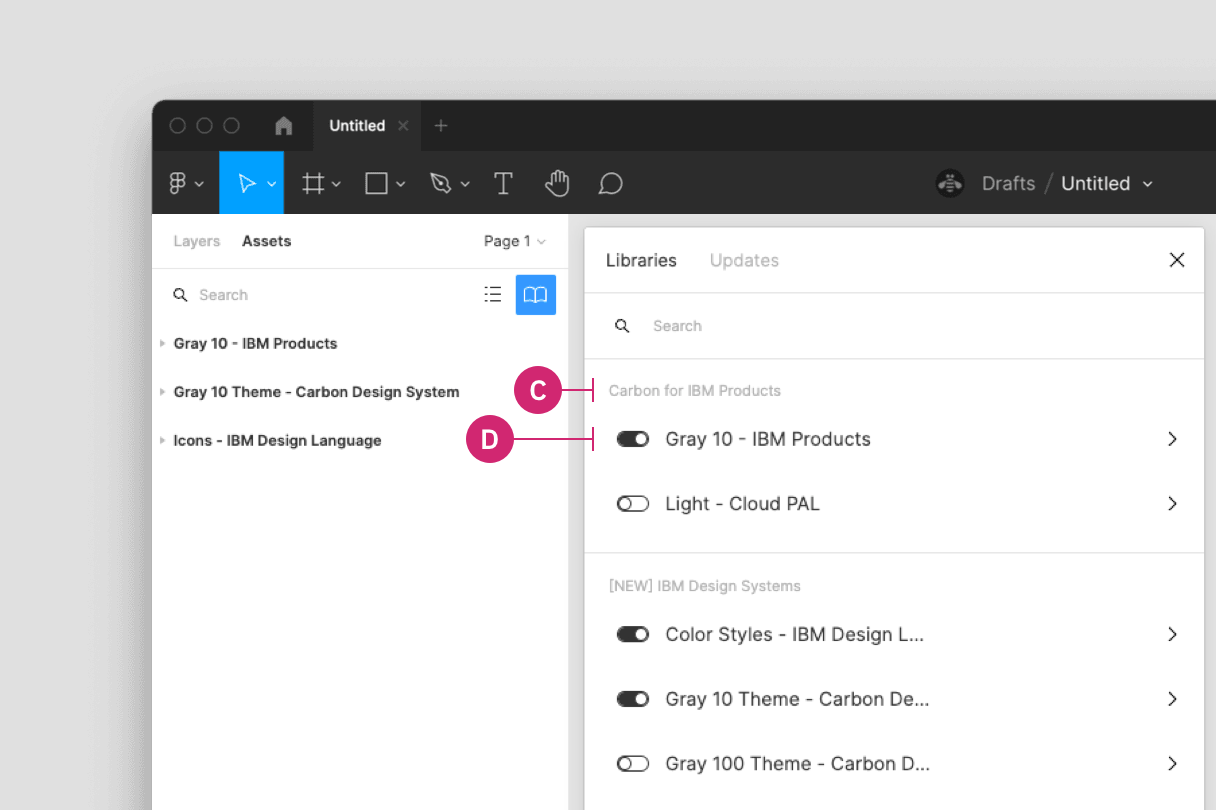 Untitled
Drafts / Untitled
Layers Assets Page 1
Search
Gray 10 - IBM Products
Gray 10 Theme - Carbon Design System
Icons - IBM Design Language
Libraries Updates
Search
C
Carbon for IBM Products
D
Gray 10 - IBM Products
Light - Cloud PAL
[NEW] IBM Design Systems
Color Styles - IBM Design L...
Gray 10 Theme - Carbon De...
Gray 100 Theme - Carbon D...